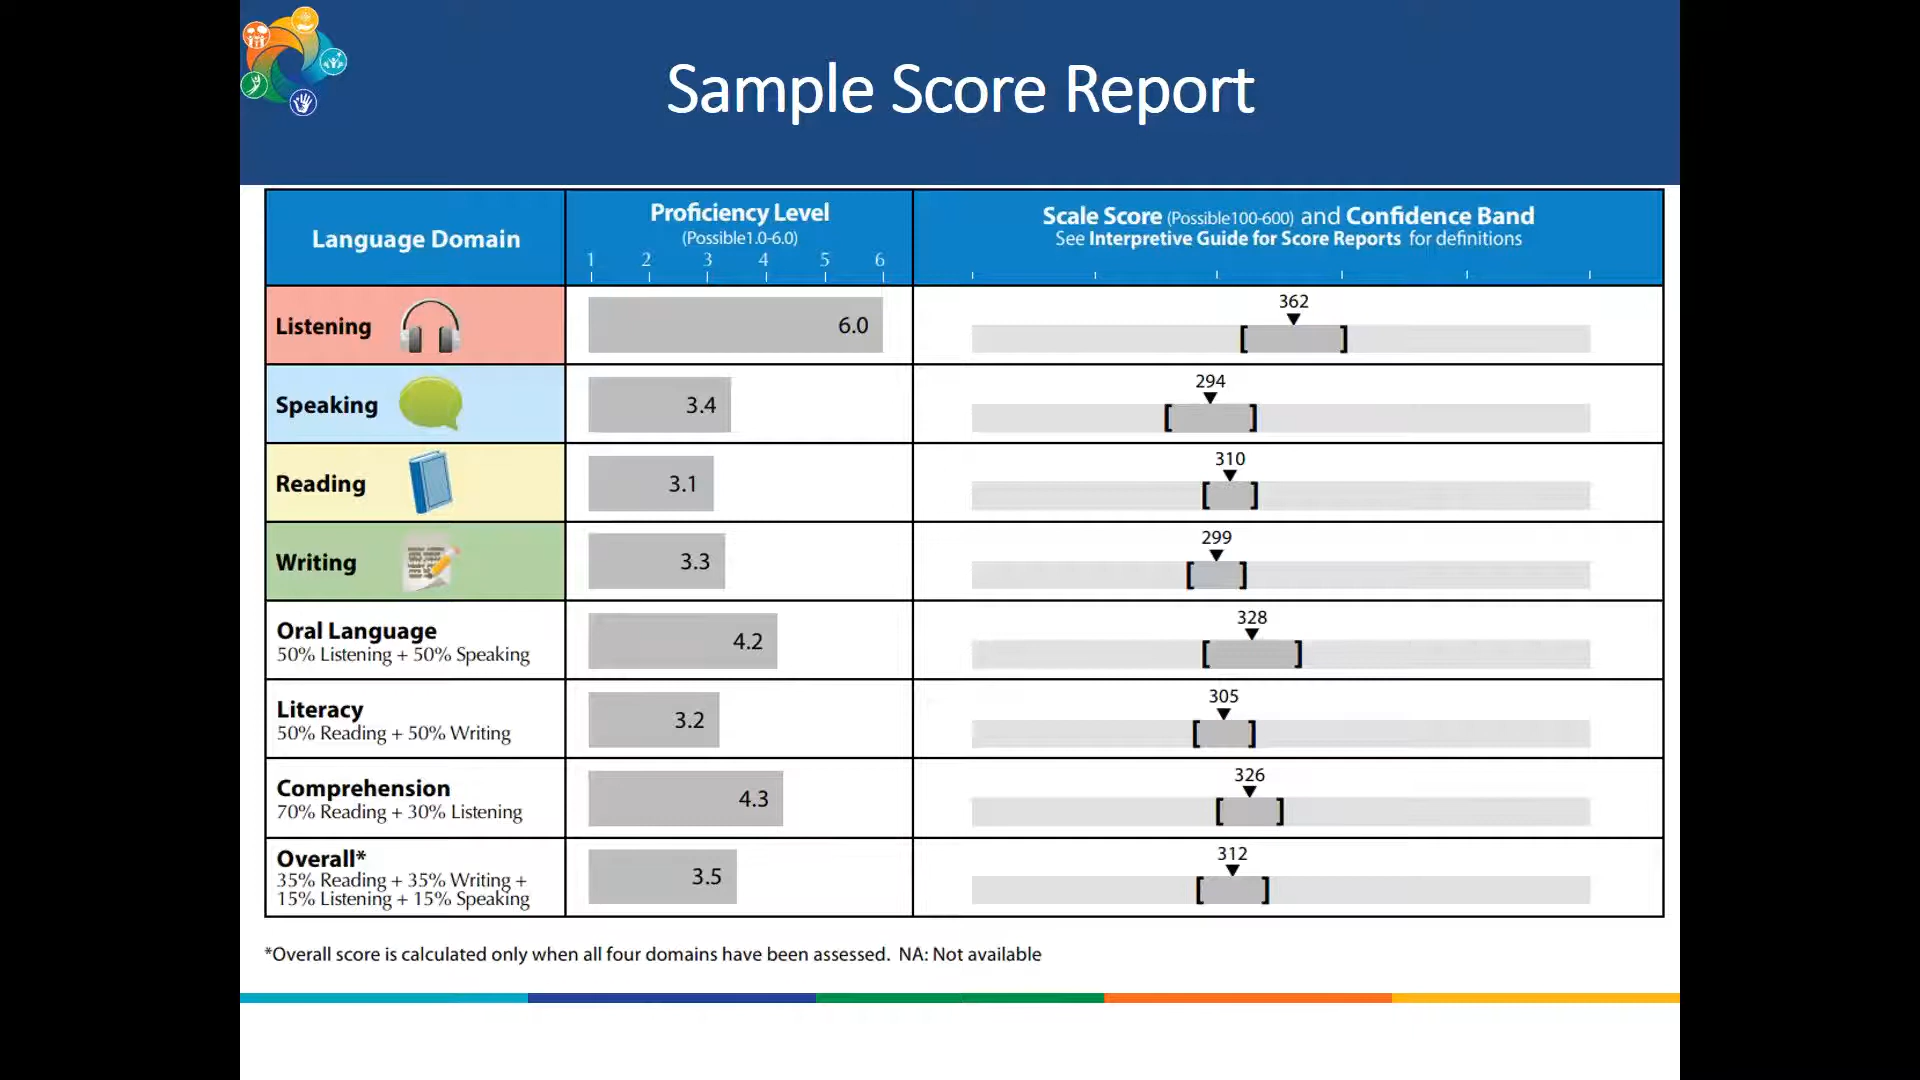 Sample Score Report
Language Domain
Proficiency Level
(Possible1.0-6.0)
1 2 3 4 5 6
Scale Score (Possible100-600) and Confidence Band
See Interpretive Guide for Score Reports for definitions
Listening
6.0
362
[ ]
Speaking
3.4
294
[ ]
Reading
3.1
310
[ ]
Writing
3.3
299
[ ]
Oral Language
50% Listening + 50% Speaking
4.2
328
[ ]
Literacy
50% Reading + 50% Writing
3.2
305
[ ]
Comprehension
70% Reading + 30% Listening
4.3
326
[ ]
Overall*
35% Reading + 35% Writing +
15% Listening + 15% Speaking
3.5
312
[ ]
*Overall score is calculated only when all four domains have been assessed. NA: Not available